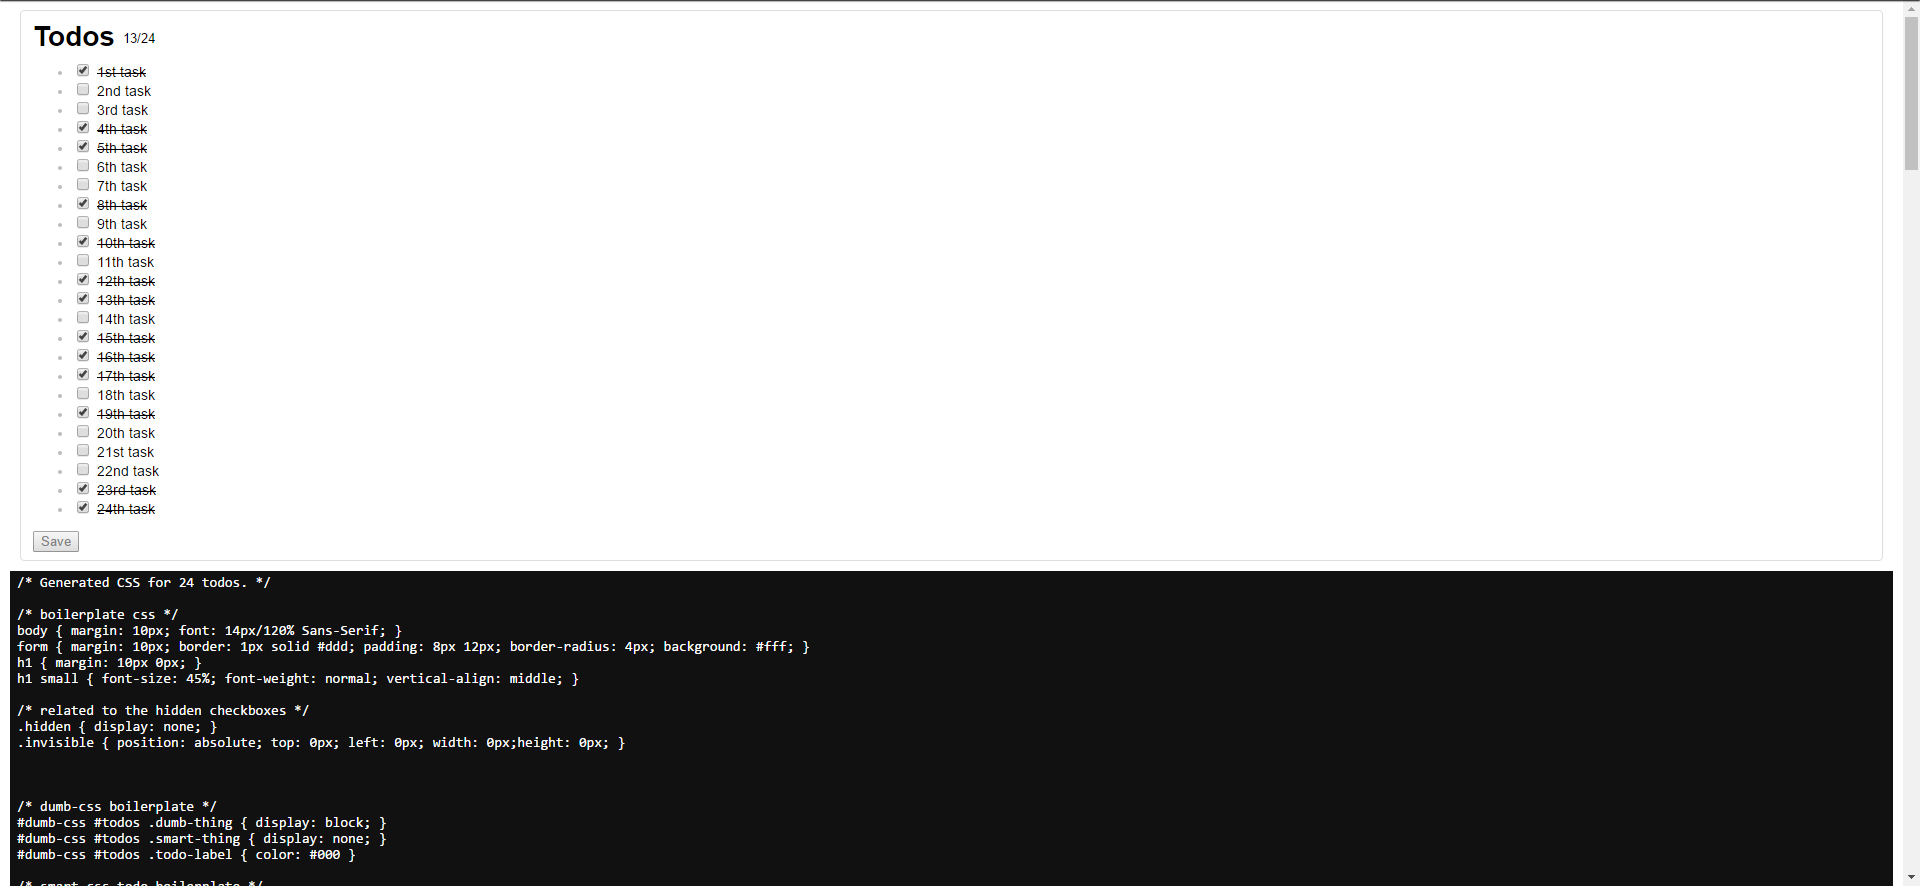 Todos 13/24
1st task
2nd task
3rd task
4th task
5th task
6th task
7th task
8th task
9th task
10th task
11th task
12th task
13th task
14th task
15th task
16th task
17th task
18th task
19th task
20th task
21st task
22nd task
23rd task
24th task
Save
/* Generated CSS for 24 todos. */
/* boilerplate css */
body { margin: 10px; font: 14px/120% Sans-Serif; }
form { margin: 10px; border: 1px solid #ddd; padding: 8px 12px; border-radius: 4px; background: #fff; }
h1 { margin: 10px 0px; }
h1 small { font-size: 45%; font-weight: normal; vertical-align: middle; }
/* related to the hidden checkboxes */
.hidden { display: none; }
.invisible { position: absolute; top: 0px; left: 0px; width: 0px;height: 0px; }
/* dumb-css boilerplate */
#dumb-css #todos .dumb-thing { display: block; }
#dumb-css #todos .smart-thing { display: none; }
#dumb-css #todos .todo-label { color: #000 }
/* smart-css todo boilerplate */